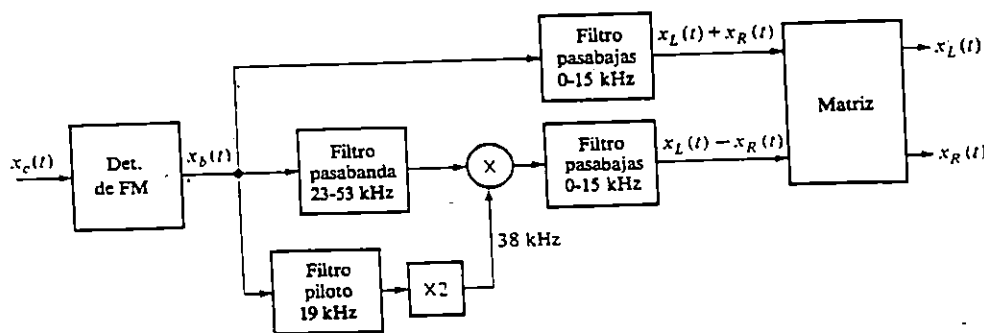 Filtro
pasabajas
0-15 kHz
x_L(t) + x_R(t)
Matriz
x_L(t)
x_c(t)
Det.
de FM
x_b(t)
Filtro
pasabanda
23-53 kHz
X
Filtro
pasabajas
0-15 kHz
x_L(t) − x_R(t)
x_R(t)
38 kHz
Filtro
piloto
19 kHz
X2